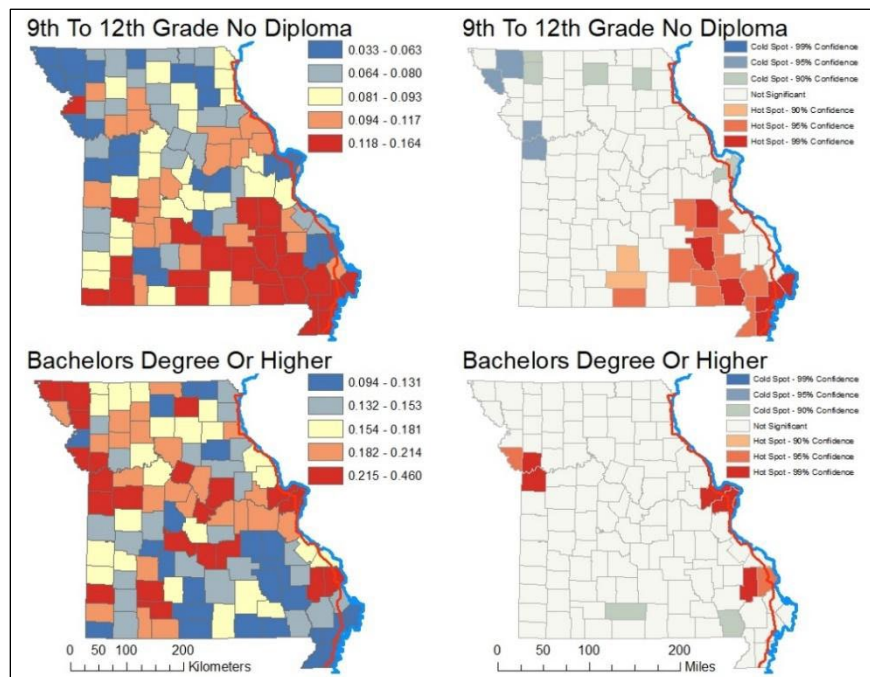 9th To 12th Grade No Diploma
0.033 - 0.063
0.064 - 0.080
0.081 - 0.093
0.094 - 0.117
0.118 - 0.164
9th To 12th Grade No Diploma
Cold Spot - 99% Confidence
Cold Spot - 95% Confidence
Cold Spot - 90% Confidence
Not Significant
Hot Spot - 90% Confidence
Hot Spot - 95% Confidence
Hot Spot - 99% Confidence
Bachelors Degree Or Higher
0.094 - 0.131
0.132 - 0.153
0.154 - 0.181
0.182 - 0.214
0.215 - 0.460
0 50 100 200
Kilometers
Bachelors Degree Or Higher
Cold Spot - 99% Confidence
Cold Spot - 95% Confidence
Cold Spot - 90% Confidence
Not Significant
Hot Spot - 90% Confidence
Hot Spot - 95% Confidence
Hot Spot - 99% Confidence
0 50 100 200
Miles